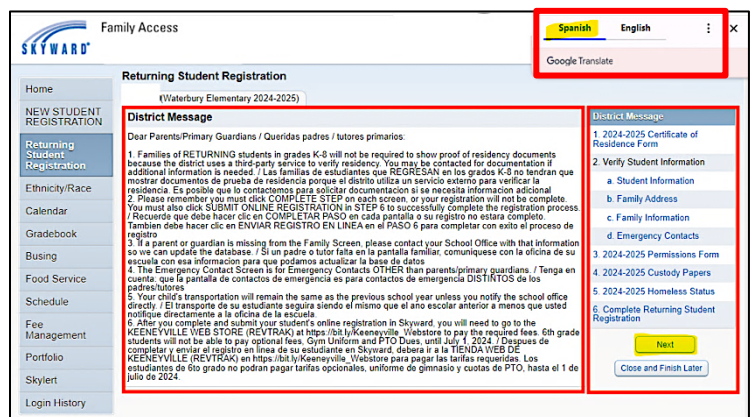 SKYWARD
Family Access
Spanish English
Google Translate
Home
NEW STUDENT
REGISTRATION
Returning
Student
Registration
Ethnicity/Race
Calendar
Gradebook
Busing
Food Service
Schedule
Fee
Management
Portfolio
Skylert
Login History
Returning Student Registration
(Waterbury Elementary 2024-2025)
District Message
Dear Parents/Primary Guardians / Queridas padres / tutores primarios:
1. Families of RETURNING students in grades K-8 will not be required to show proof of residency documents
because the district uses a third-party service to verify residency. You may be contacted for documentation if
additional information is needed. / Las familias de estudiantes que REGRESAN en los grados K-8 no tendran que
mostrar documentos de prueba de residencia porque el distrito utiliza un servicio externo para verificar la
residencia. Es posible que lo contactemos para solicitar documentacion si se necesita informacion adicional
2. Please remember you must click COMPLETE STEP on each screen, or your registration will not be complete.
You must also click SUBMIT ONLINE REGISTRATION in STEP 6 to successfully complete the registration process.
/ Recuerde que debe hacer clic en COMPLETAR PASO en cada pantalla o su registro no estara completo.
Tambien debe hacer clic en ENVIAR REGISTRO EN LINEA en el PASO 6 para completar con exito el proceso de
registro
3. If a parent or guardian is missing from the Family Screen, please contact your School Office with that information
so we can update the database. / Si un padre o tutor falta en la pantalla familiar, comuniquese con la oficina de su
escuela con esa informacion para que podamos actualizar la base de datos
4. The Emergency Contact Screen is for Emergency Contacts OTHER than parents/primary guardians. / Tenga en
cuenta, que la pantalla de contactos de emergencia es para contactos de emergencia DISTINTOS de los
padres/tutores
5. Your child's transportation will remain the same as the previous school year unless you notify the school office
directly. / El transporte de su estudiante seguira siendo el mismo que el ano escolar anterior a menos que usted
notifique directamente a la oficina de la escuela.
6. After you complete and submit your student's online registration in Skyward, you will need to go to the
KEENEYVILLE WEB STORE (REVTRAK) at https://bit.ly/Keeneyville_Webstore to pay the required fees. 6th grade
students will not be able to pay optional fees, Gym Uniform and PTO Dues, until July 1, 2024. / Despues de
completar y enviar el registro en linea de su estudiante en Skyward, debera ir a la TIENDA WEB DE
KEENEYVILLE (REVTRAK) en https://bit.ly/Keeneyville_Webstore para pagar las tarifas requeridas. Los
estudiantes de 6to grado no podran pagar tarifas opcionales, uniforme de gimnasio y cuotas de PTO, hasta el 1 de
julio de 2024.
District Message
1. 2024-2025 Certificate of
Residence Form
2. Verify Student Information
a. Student Information
b. Family Address
c. Family Information
d. Emergency Contacts
3. 2024-2025 Permissions Form
4. 2024-2025 Custody Papers
5. 2024-2025 Homeless Status
6. Complete Returning Student
Registration
Next
Close and Finish Later